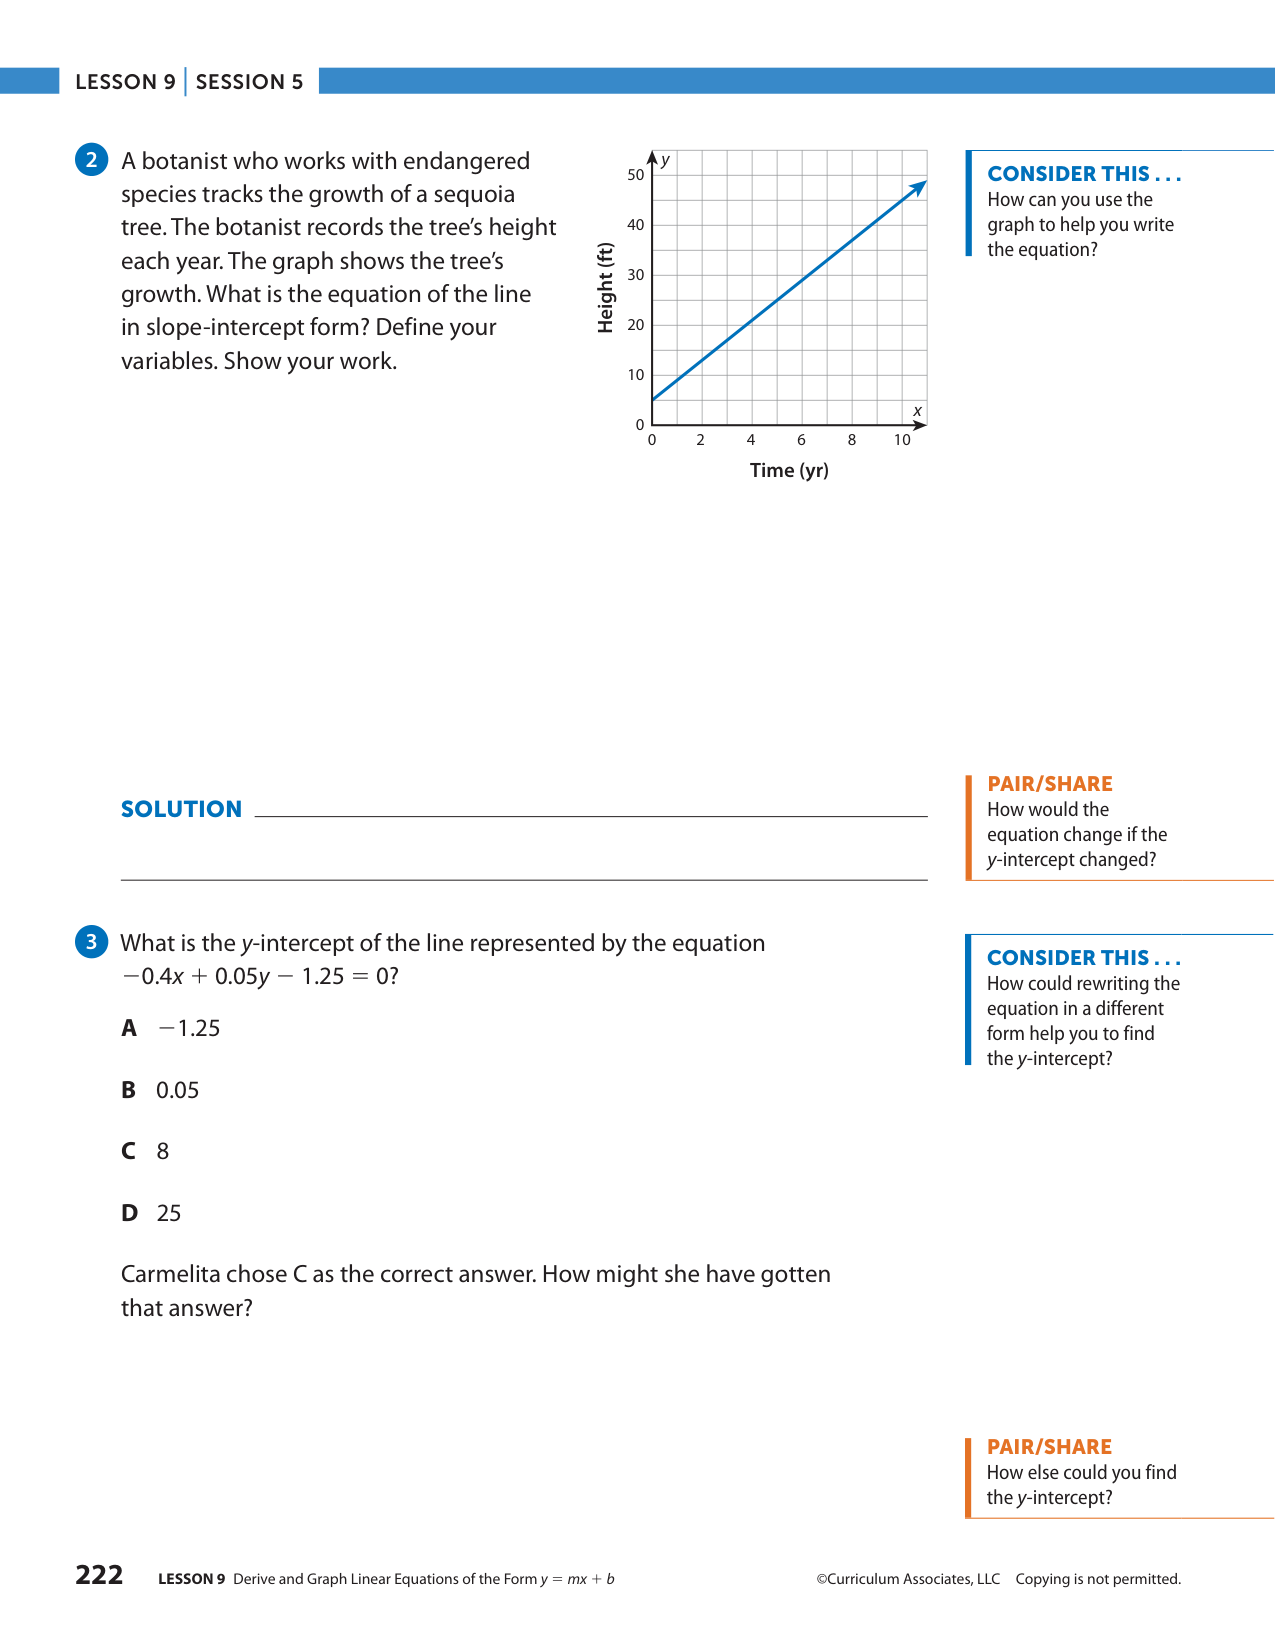 LESSON 9 | SESSION 5
2 A botanist who works with endangered
species tracks the growth of a sequoia
tree. The botanist records the tree’s height
each year. The graph shows the tree’s
growth. What is the equation of the line
in slope-intercept form? Define your
variables. Show your work.
y
50
40
30
20
10
0
Height (ft)
x
0 2 4 6 8 10
Time (yr)
CONSIDER THIS . . .
How can you use the
graph to help you write
the equation?
SOLUTION
PAIR/SHARE
How would the
equation change if the
y-intercept changed?
3 What is the y-intercept of the line represented by the equation
−0.4x + 0.05y − 1.25 = 0?
A −1.25
B 0.05
C 8
D 25
Carmelita chose C as the correct answer. How might she have gotten
that answer?
CONSIDER THIS . . .
How could rewriting the
equation in a different
form help you to find
the y-intercept?
PAIR/SHARE
How else could you find
the y-intercept?
222 LESSON 9 Derive and Graph Linear Equations of the Form y = mx + b ©Curriculum Associates, LLC Copying is not permitted.